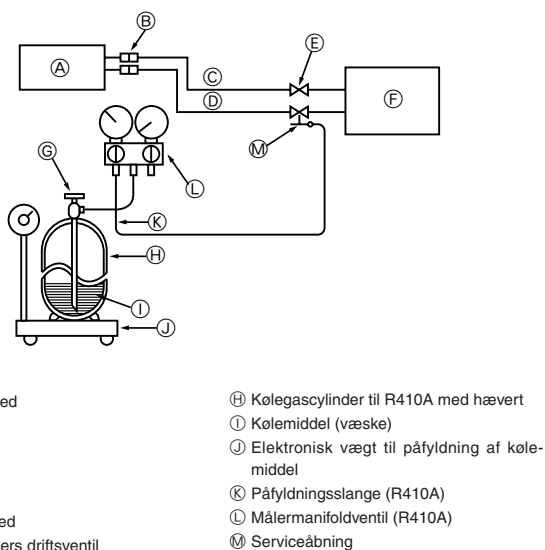 Ⓑ
Ⓔ
Ⓐ
Ⓒ
Ⓕ
Ⓓ
Ⓜ
Ⓖ
Ⓛ
Ⓚ
Ⓗ
Ⓘ
Ⓙ
ed
ed
ers driftsventil
Ⓗ Kølegascylinder til R410A med hævert
Ⓘ Kølemiddel (væske)
Ⓙ Elektronisk vægt til påfyldning af køle-
middel
Ⓚ Påfyldningsslange (R410A)
Ⓛ Målermanifoldventil (R410A)
Ⓜ Serviceåbning